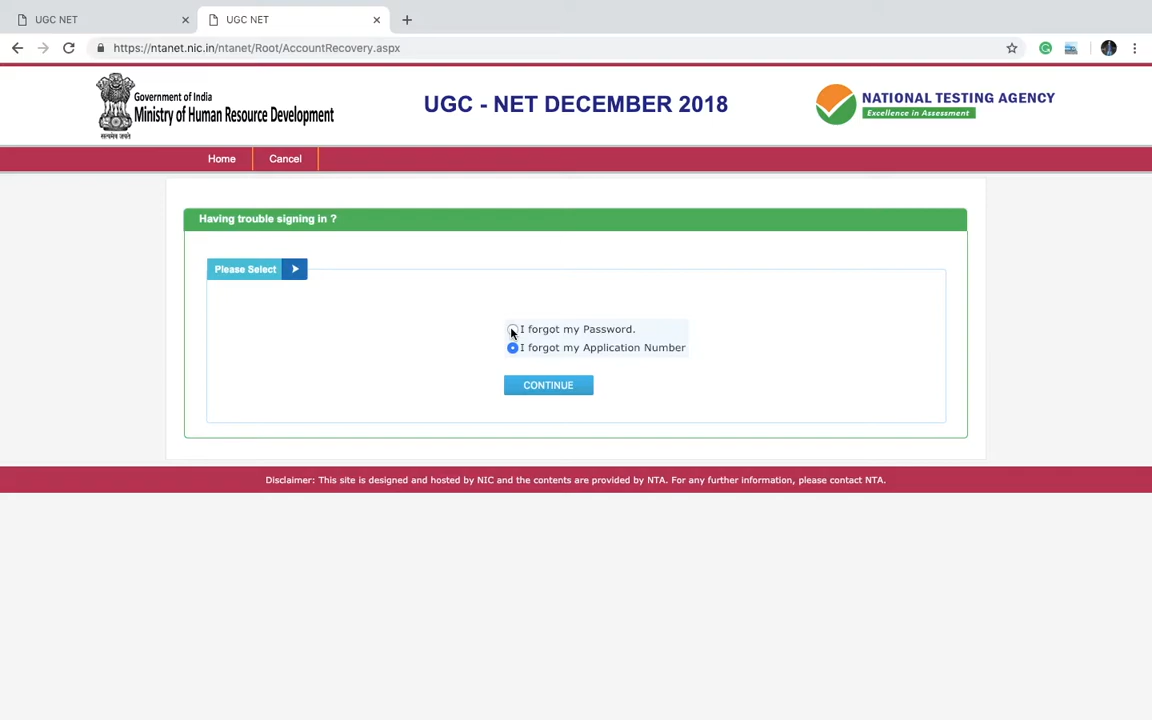 UGC NET
UGC NET
https://ntanet.nic.in/ntanet/Root/AccountRecovery.aspx
Government of India
Ministry of Human Resource Development
सत्यमेव जयते
UGC - NET DECEMBER 2018
NATIONAL TESTING AGENCY
Excellence in Assessment
Home Cancel
Having trouble signing in ?
Please Select
I forgot my Password.
I forgot my Application Number
CONTINUE
Disclaimer: This site is designed and hosted by NIC and the contents are provided by NTA. For any further information, please contact NTA.